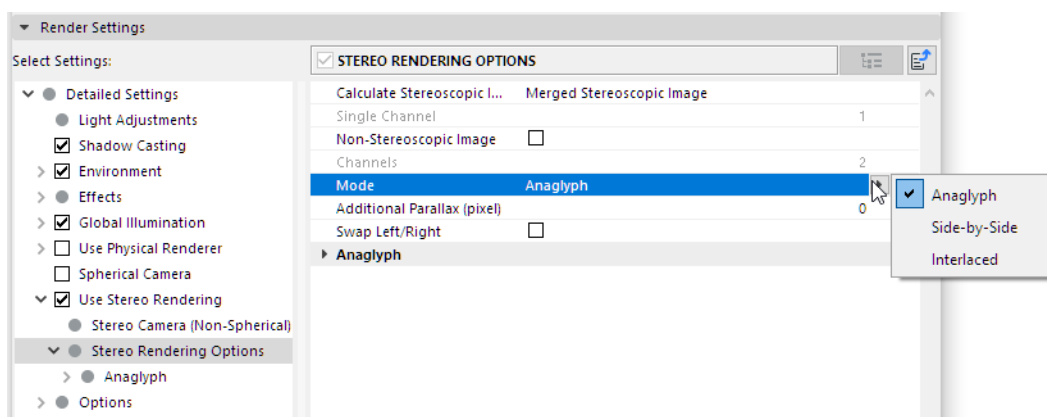 Render Settings
Select Settings:
STEREO RENDERING OPTIONS
Detailed Settings
Light Adjustments
Shadow Casting
Environment
Effects
Global Illumination
Use Physical Renderer
Spherical Camera
Use Stereo Rendering
Stereo Camera (Non-Spherical)
Stereo Rendering Options
Anaglyph
Options
Calculate Stereoscopic I... Merged Stereoscopic Image
Single Channel 1
Non-Stereoscopic Image
Channels 2
Mode Anaglyph
Additional Parallax (pixel) 0
Swap Left/Right
Anaglyph
Anaglyph
Side-by-Side
Interlaced